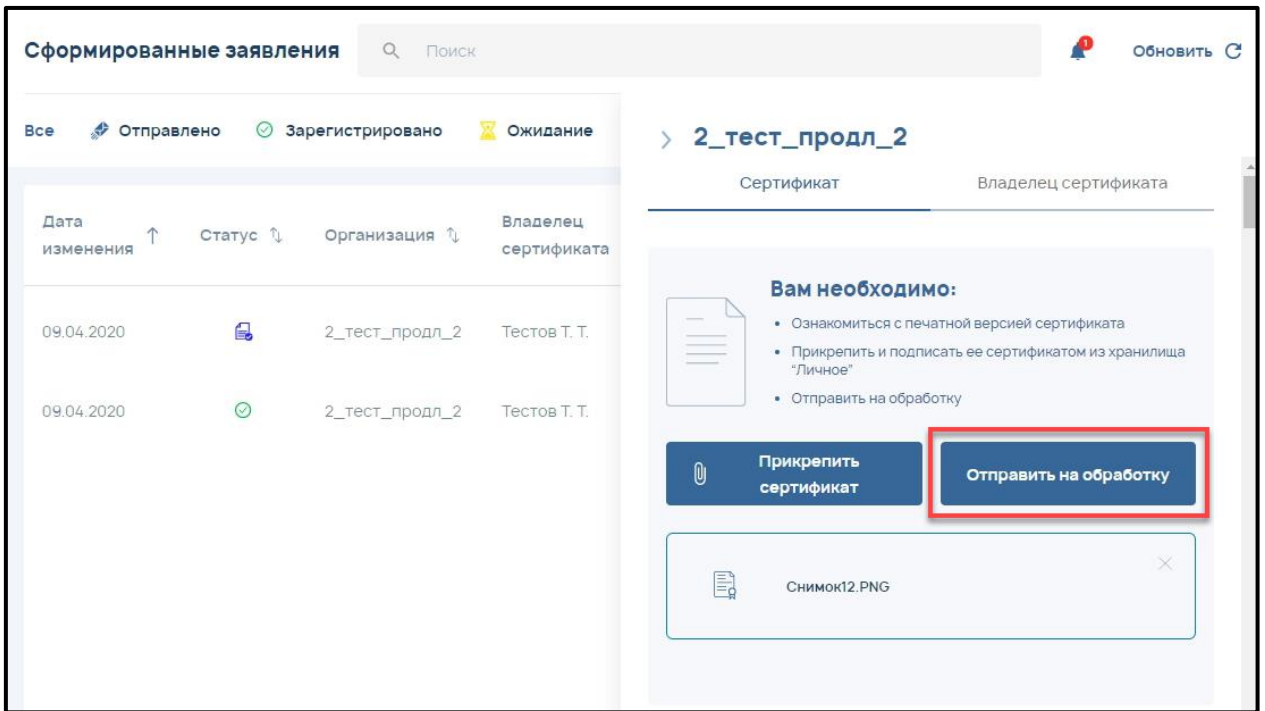 Сформированные заявления
Поиск
1
Обновить
Все
Отправлено
Зарегистрировано
Ожидание
2_тест_продл_2
Сертификат
Владелец сертификата
Дата
изменения
Статус
Организация
Владелец
сертификата
09.04.2020
2_тест_продл_2
Тестов Т. Т.
09.04.2020
2_тест_продл_2
Тестов Т. Т.
Вам необходимо:
• Ознакомиться с печатной версией сертификата
• Прикрепить и подписать ее сертификатом из хранилища
“Личное”
• Отправить на обработку
Прикрепить
сертификат
Отправить на обработку
Снимок12.PNG